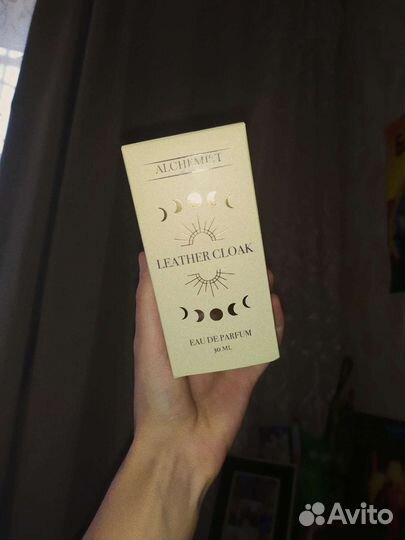 ALCHEMIST
LEATHER CLOAK
EAU DE PARFUM
30 ML
Avito